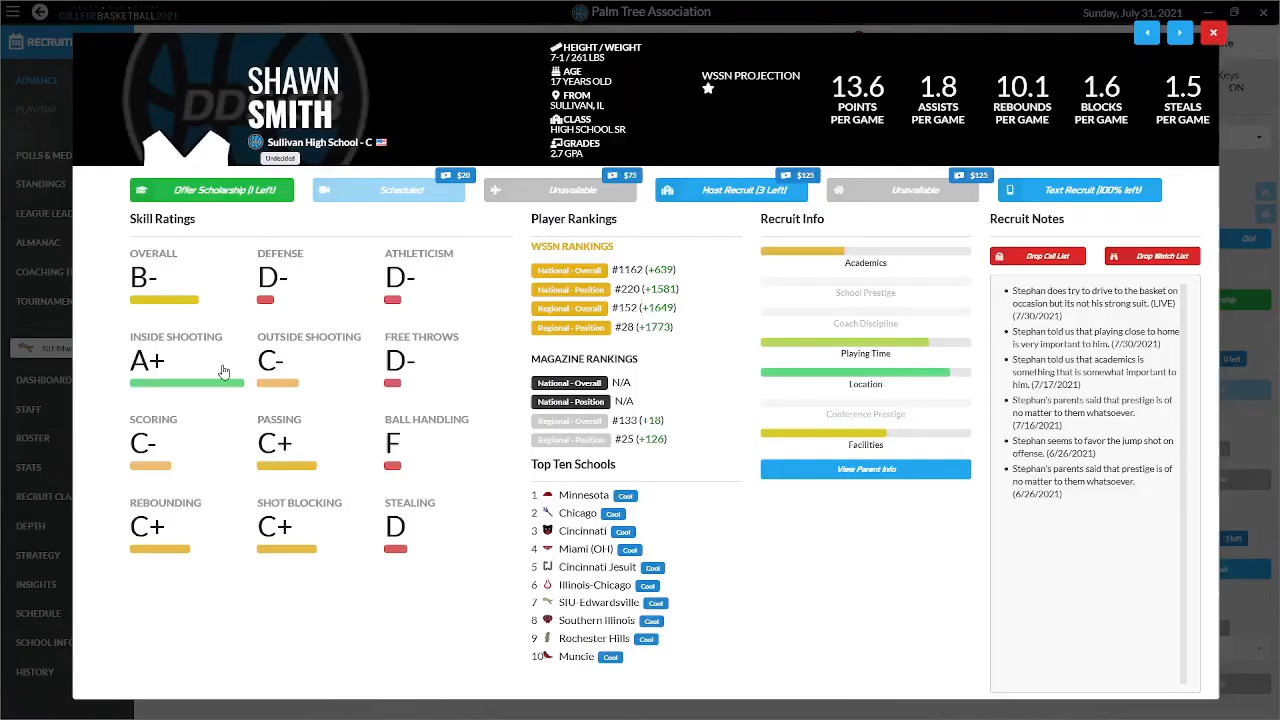 COLLEGE BASKETBALL 2021
Palm Tree Association
Sunday, July 31, 2021
RECRUITI
ADVANCE
PLAY/SIM
POLLS & MED
STANDINGS
LEAGUE LEAD
ALMANAC
COACHING T
TOURNAMEN
SIU-Edwa
DASHBOARD
STAFF
ROSTER
STATS
RECRUIT CLA
DEPTH
STRATEGY
INSIGHTS
SCHEDULE
SCHOOL INFO
HISTORY
SHAWN
SMITH
Sullivan High School - C
Undecided
HEIGHT / WEIGHT
7-1 / 261 LBS
AGE
17 YEARS OLD
FROM
SULLIVAN, IL
CLASS
HIGH SCHOOL SR
GRADES
2.7 GPA
WSSN PROJECTION
13.6
POINTS
PER GAME
1.8
ASSISTS
PER GAME
10.1
REBOUNDS
PER GAME
1.6
BLOCKS
PER GAME
1.5
STEALS
PER GAME
Keys
ON
$20
$75
$125
$125
Offer Scholarship (1 Left)
Scheduled
Unavailable
Host Recruit (3 Left)
Unavailable
Text Recruit (100% left)
Skill Ratings
OVERALL
B-
DEFENSE
D-
ATHLETICISM
D-
INSIDE SHOOTING
A+
OUTSIDE SHOOTING
C-
FREE THROWS
D-
SCORING
C-
PASSING
C+
BALL HANDLING
F
REBOUNDING
C+
SHOT BLOCKING
C+
STEALING
D
Player Rankings
WSSN RANKINGS
National - Overall #1162 (+639)
National - Position #220 (+1581)
Regional - Overall #152 (+1649)
Regional - Position #28 (+1773)
MAGAZINE RANKINGS
National - Overall N/A
National - Position N/A
Regional - Overall #133 (+18)
Regional - Position #25 (+126)
Top Ten Schools
1 Minnesota Cool
2 Chicago Cool
3 Cincinnati Cool
4 Miami (OH) Cool
5 Cincinnati Jesuit Cool
6 Illinois-Chicago Cool
7 SIU-Edwardsville Cool
8 Southern Illinois Cool
9 Rochester Hills Cool
10 Muncie Cool
Recruit Info
Academics
School Prestige
Coach Discipline
Playing Time
Location
Conference Prestige
Facilities
View Parent Info
Recruit Notes
Drop Call List
Drop Watch List
Stephan does try to drive to the basket on
occasion but its not his strong suit. (LIVE)
(7/30/2021)
Stephan told us that playing close to home
is very important to him. (7/30/2021)
Stephan told us that academics is
something that is somewhat important to
him. (7/17/2021)
Stephan's parents said that prestige is of
no matter to them whatsoever.
(7/16/2021)
Stephan seems to favor the jump shot on
offense. (6/26/2021)
Stephan's parents said that prestige is of
no matter to them whatsoever.
(6/26/2021)
Dial
0 left
3 left